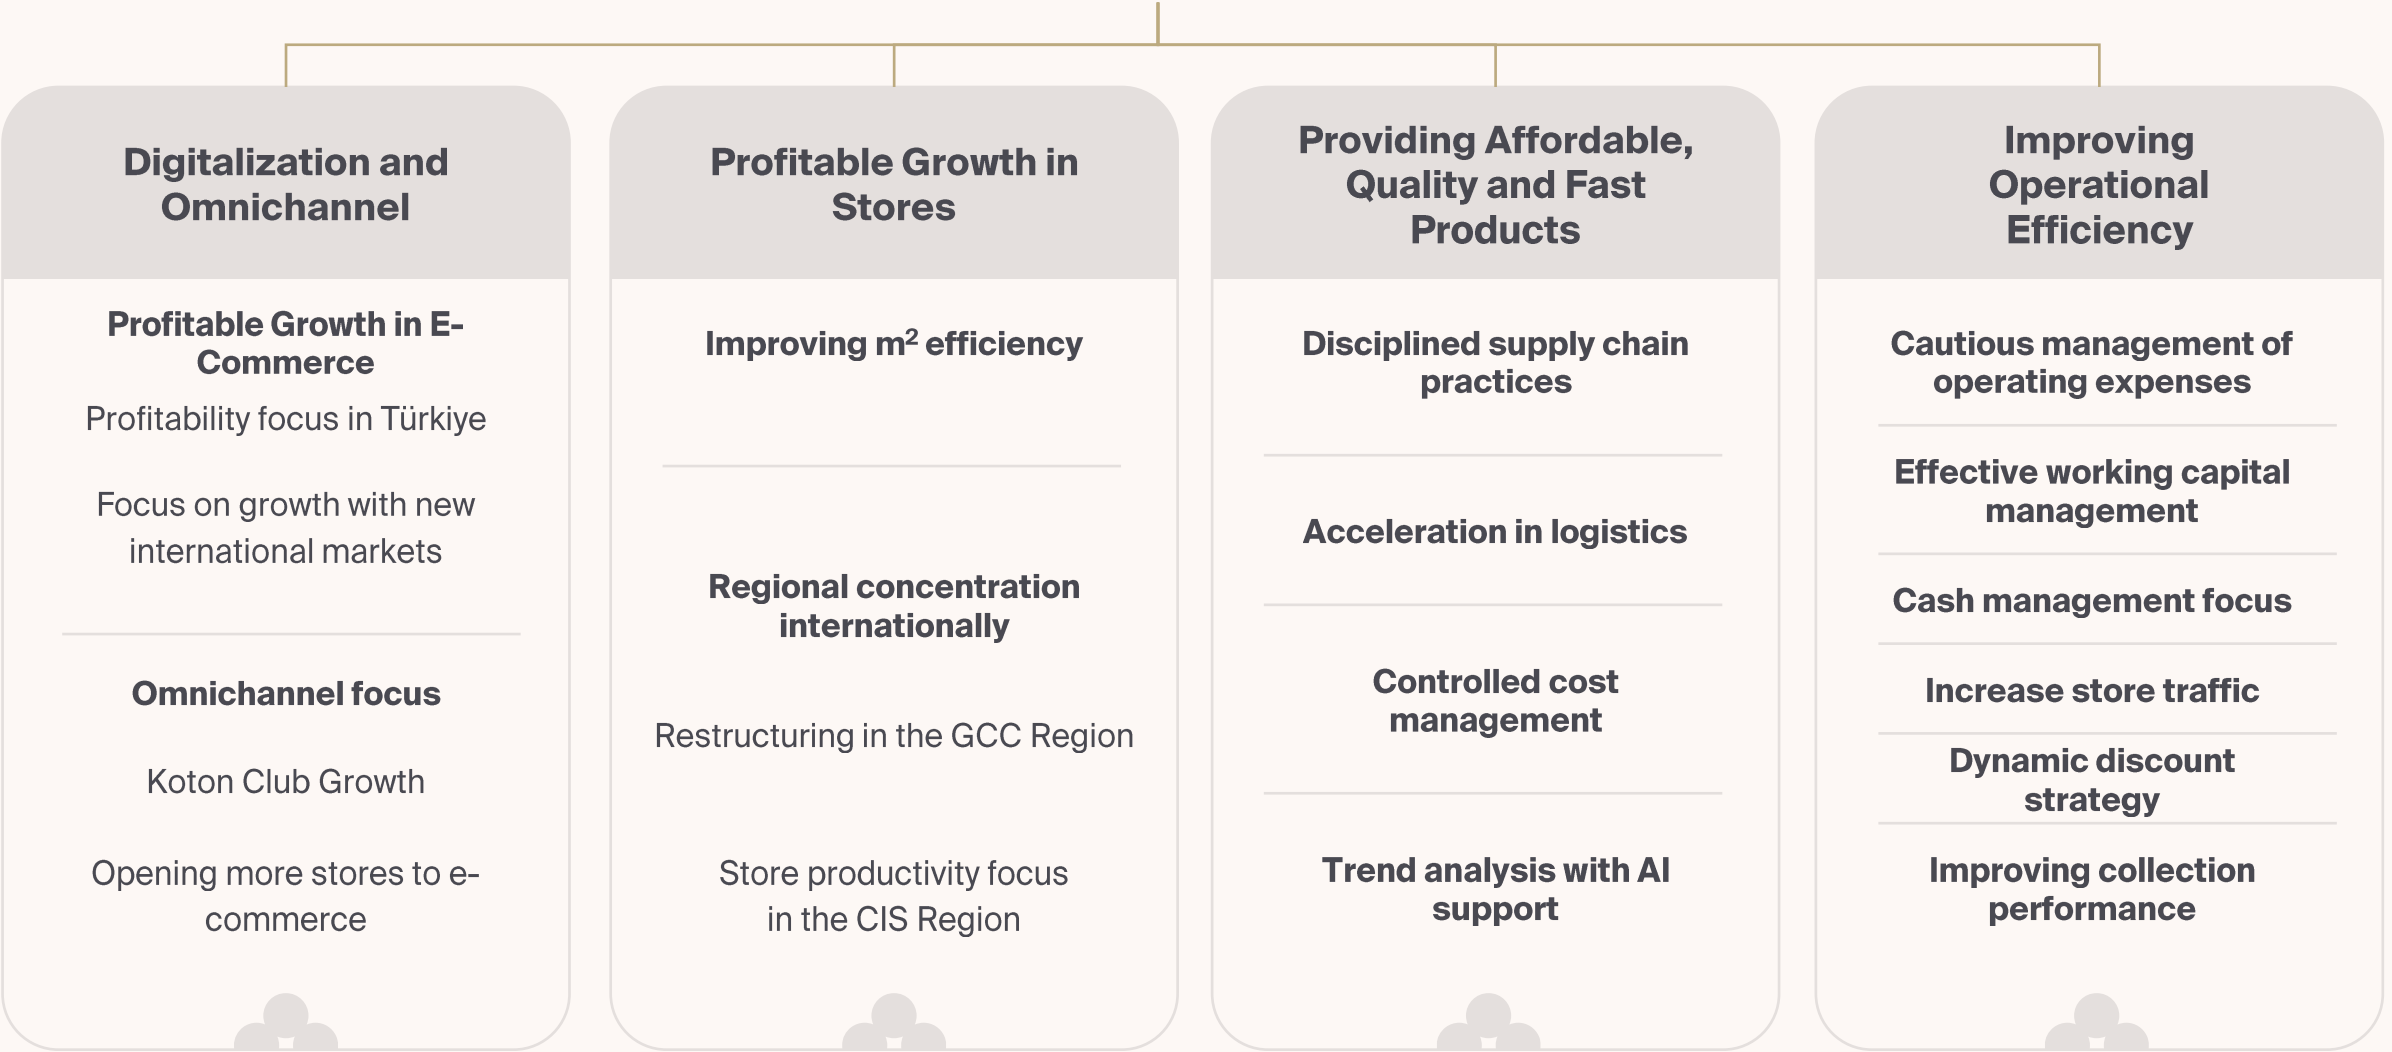 Digitalization and
Omnichannel
Profitable Growth in E-
Commerce
Profitability focus in Türkiye
Focus on growth with new
international markets
Omnichannel focus
Koton Club Growth
Opening more stores to e-
commerce
Profitable Growth in
Stores
Improving m² efficiency
Regional concentration
internationally
Restructuring in the GCC Region
Store productivity focus
in the CIS Region
Providing Affordable,
Quality and Fast
Products
Disciplined supply chain
practices
Acceleration in logistics
Controlled cost
management
Trend analysis with AI
support
Improving
Operational
Efficiency
Cautious management of
operating expenses
Effective working capital
management
Cash management focus
Increase store traffic
Dynamic discount
strategy
Improving collection
performance